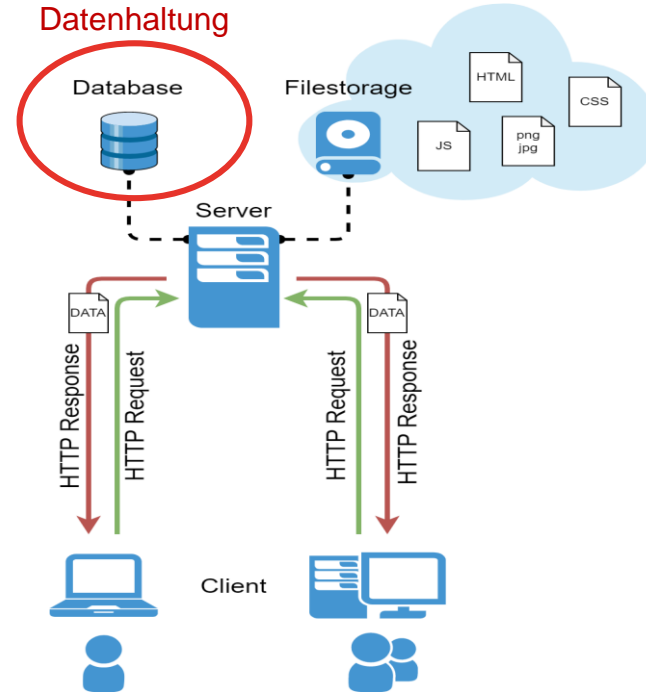 Datenhaltung
Database
Filestorage
HTML
CSS
JS
png
jpg
Server
DATA
DATA
HTTP Response
HTTP Request
HTTP Request
HTTP Response
Client